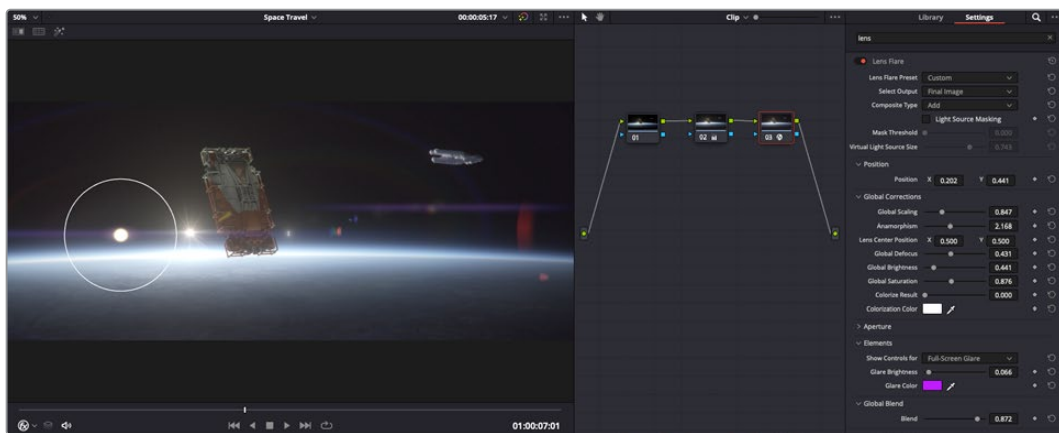 50% Space Travel 00:00:05:17 Clip Library Settings
lens
Lens Flare
Lens Flare Preset Custom
Select Output Final Image
Composite Type Add
Light Source Masking
Mask Threshold 0.000
Virtual Light Source Size 0.743
01 02 03
Position
Position X 0.202 Y 0.441
Global Corrections
Global Scaling 0.847
Anamorphism 2.168
Lens Center Position X 0.500 Y 0.500
Global Defocus 0.431
Global Brightness 0.441
Global Saturation 0.876
Colorize Result 0.000
Colorization Color
Aperture
Elements
Show Controls for Full-Screen Glare
Glare Brightness 0.066
Glare Color
Global Blend
Blend 0.872
01:00:07:01